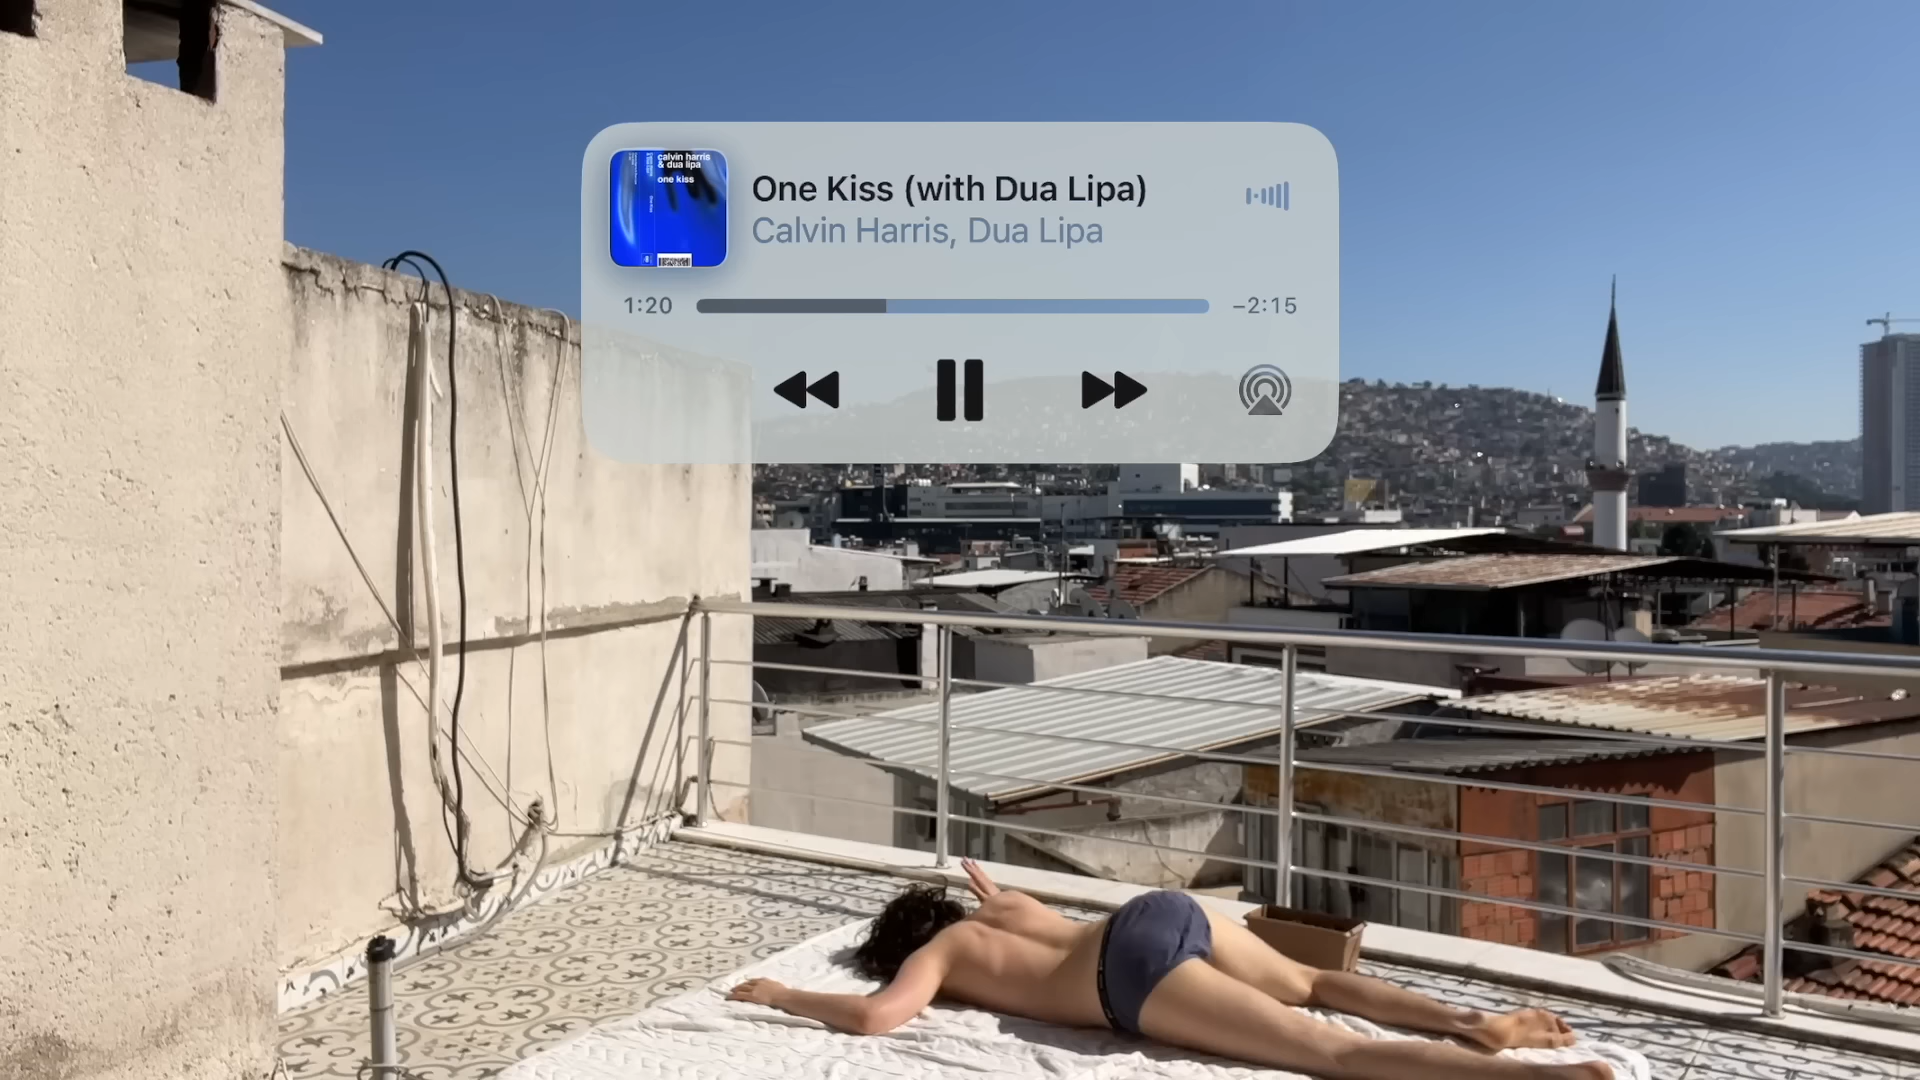 calvin harris
& dua lipa
one kiss
One Kiss (with Dua Lipa)
Calvin Harris, Dua Lipa
1:20
−2:15